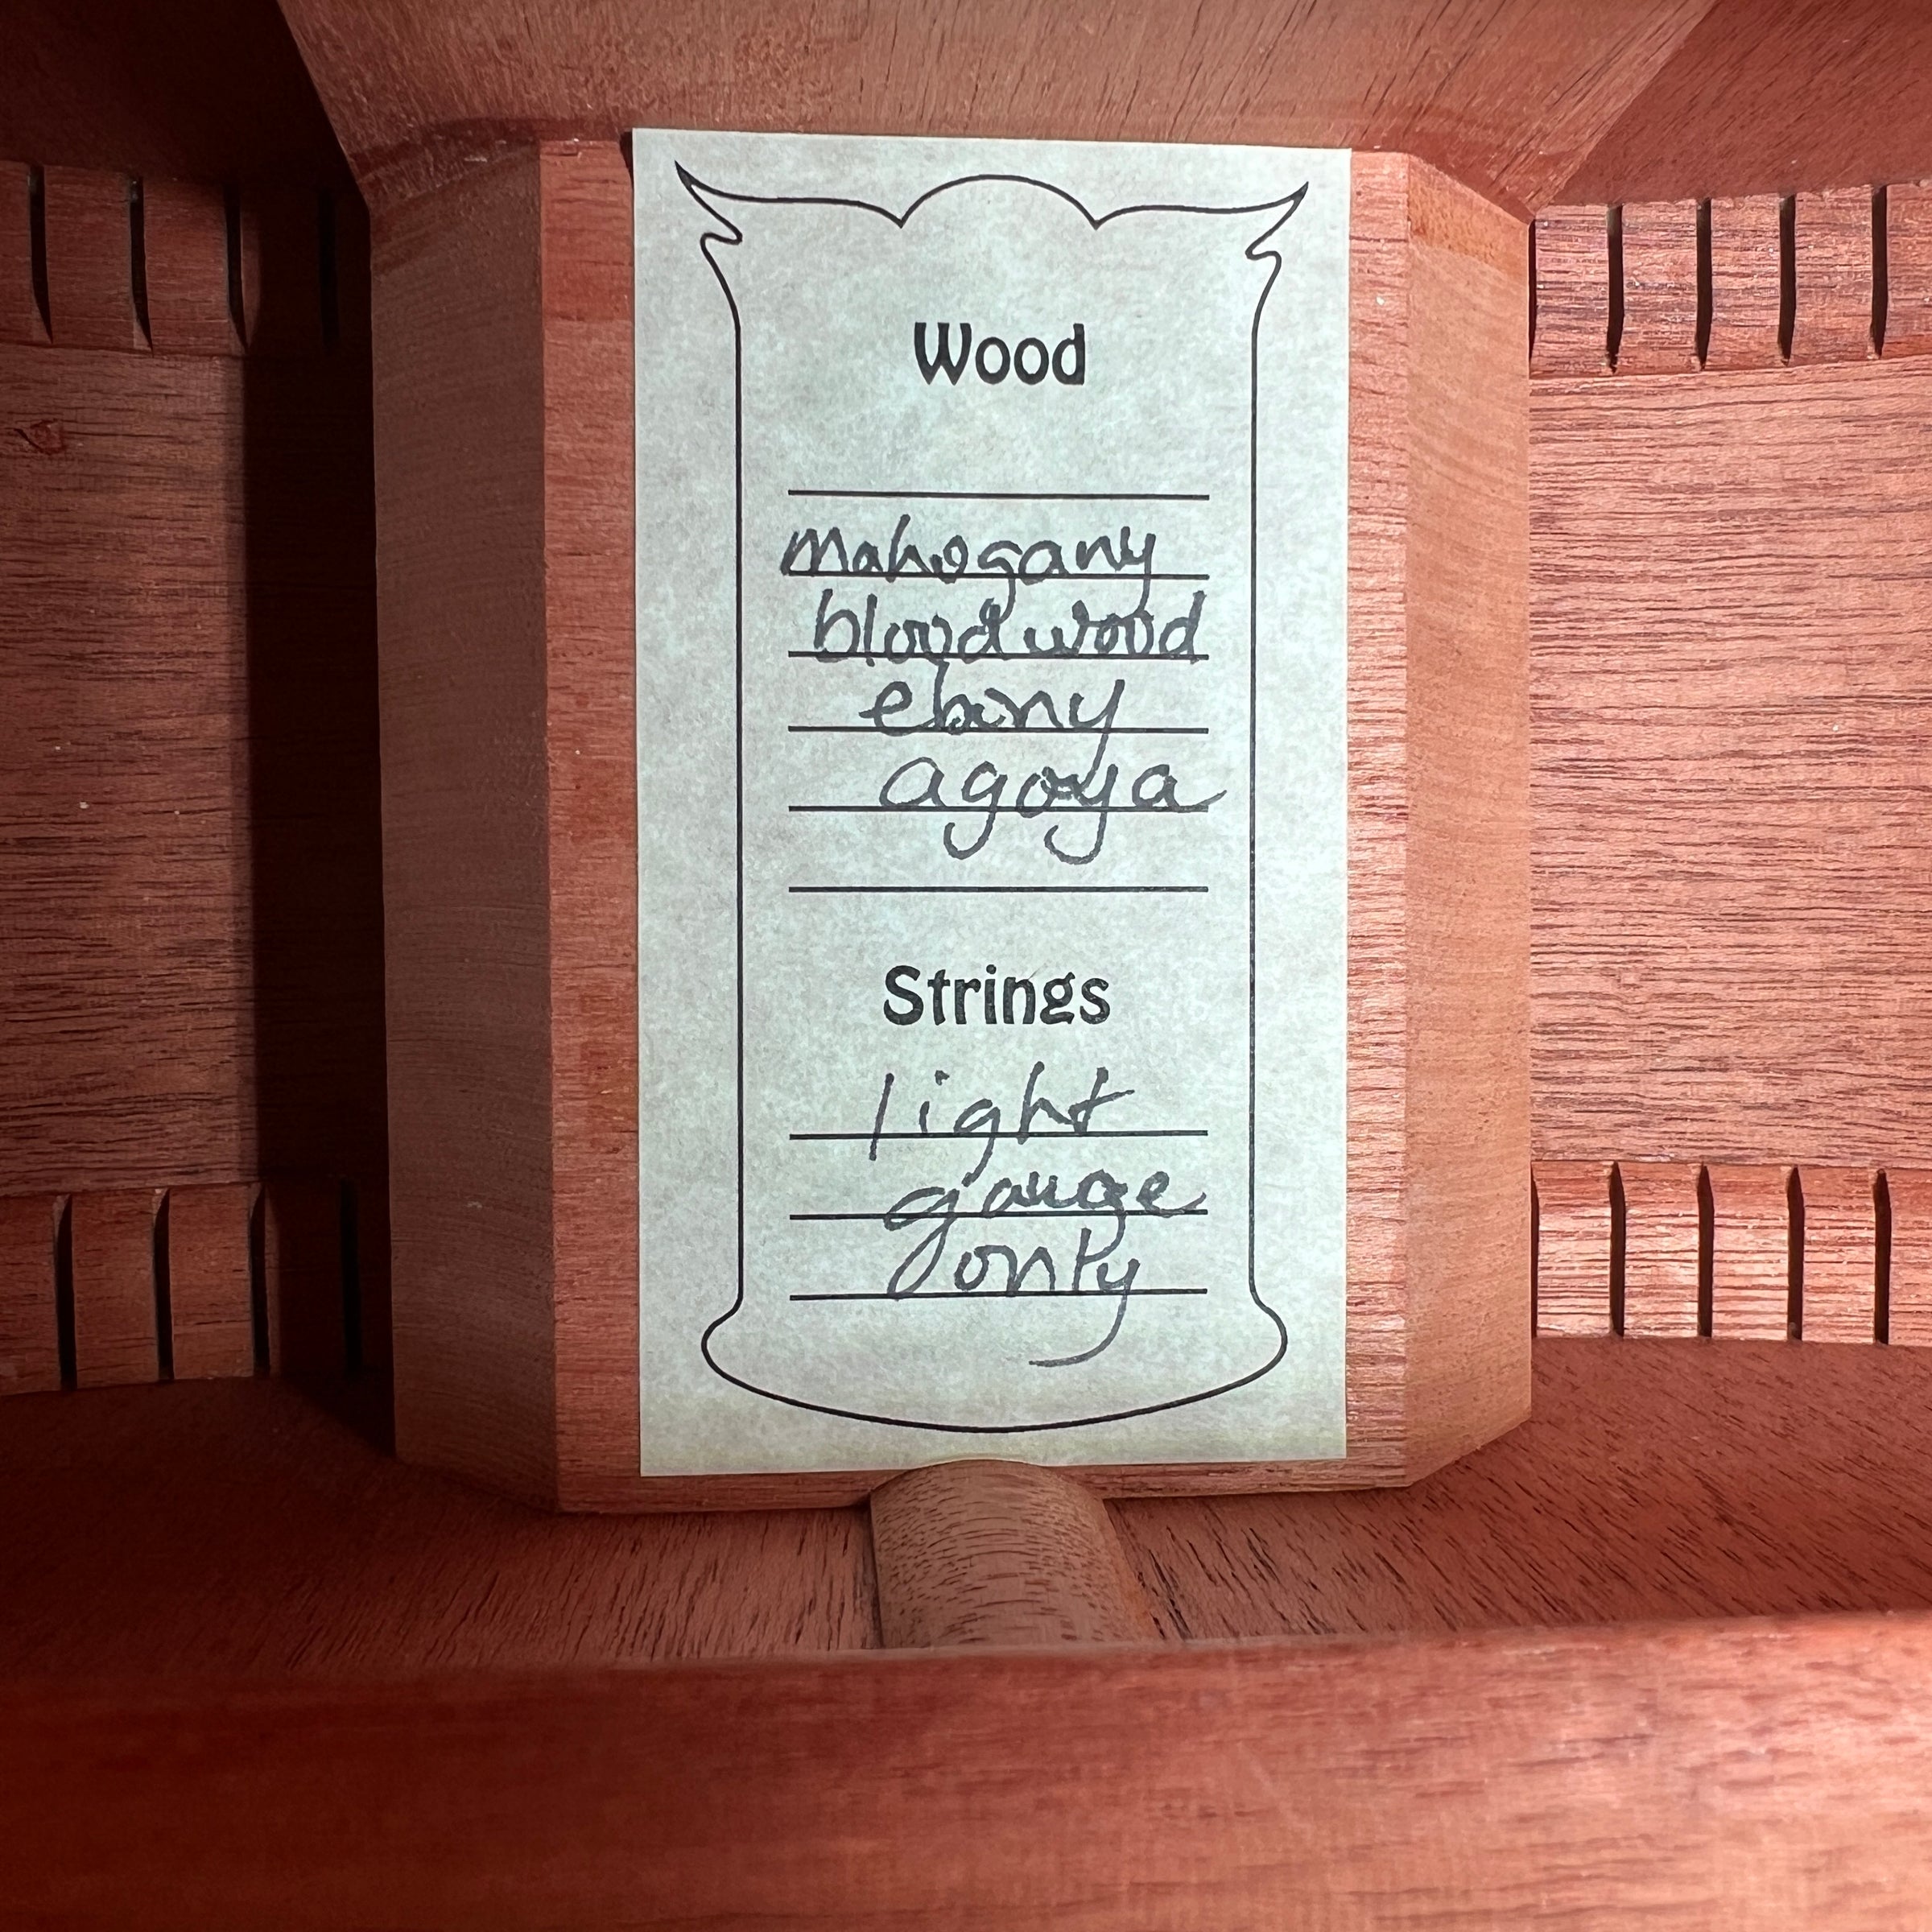 Wood
mahogany
bloodwood
ebony
agoya
Strings
light
gauge
only